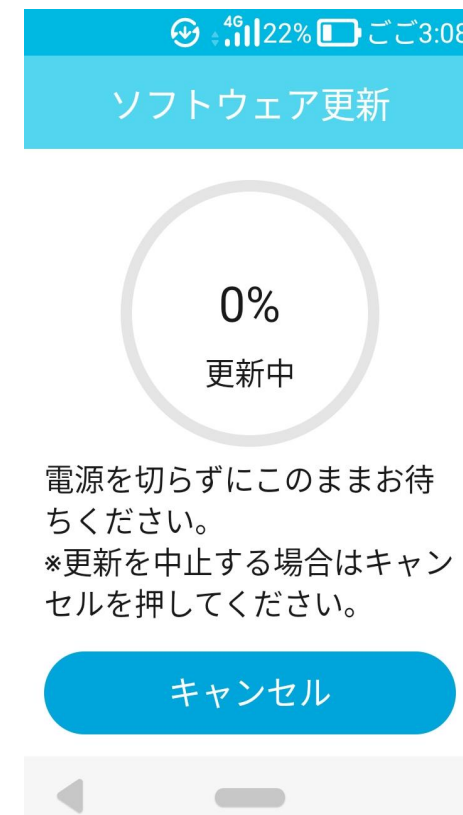 4G 22% ごご3:08
ソフトウェア更新
0%
更新中
電源を切らずにこのままお待
ちください。
※更新を中止する場合はキャン
セルを押してください。
キャンセル